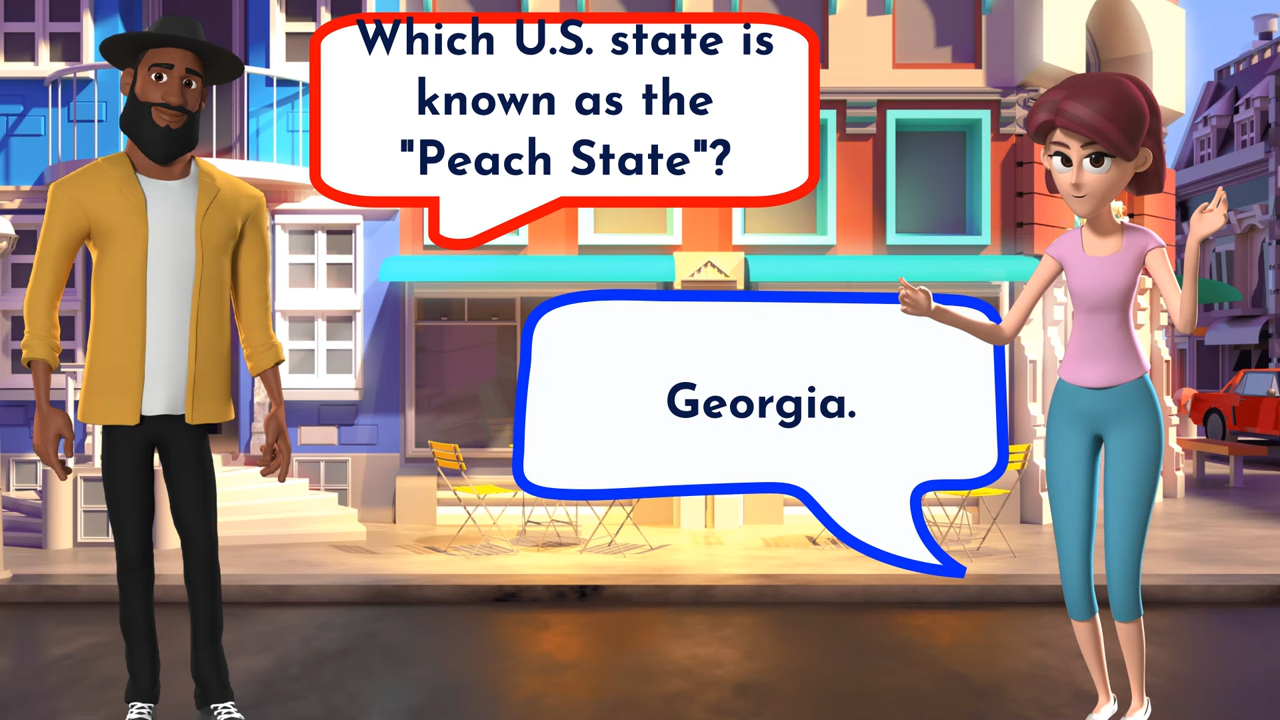 Which U.S. state is
known as the
"Peach State"?
Georgia.